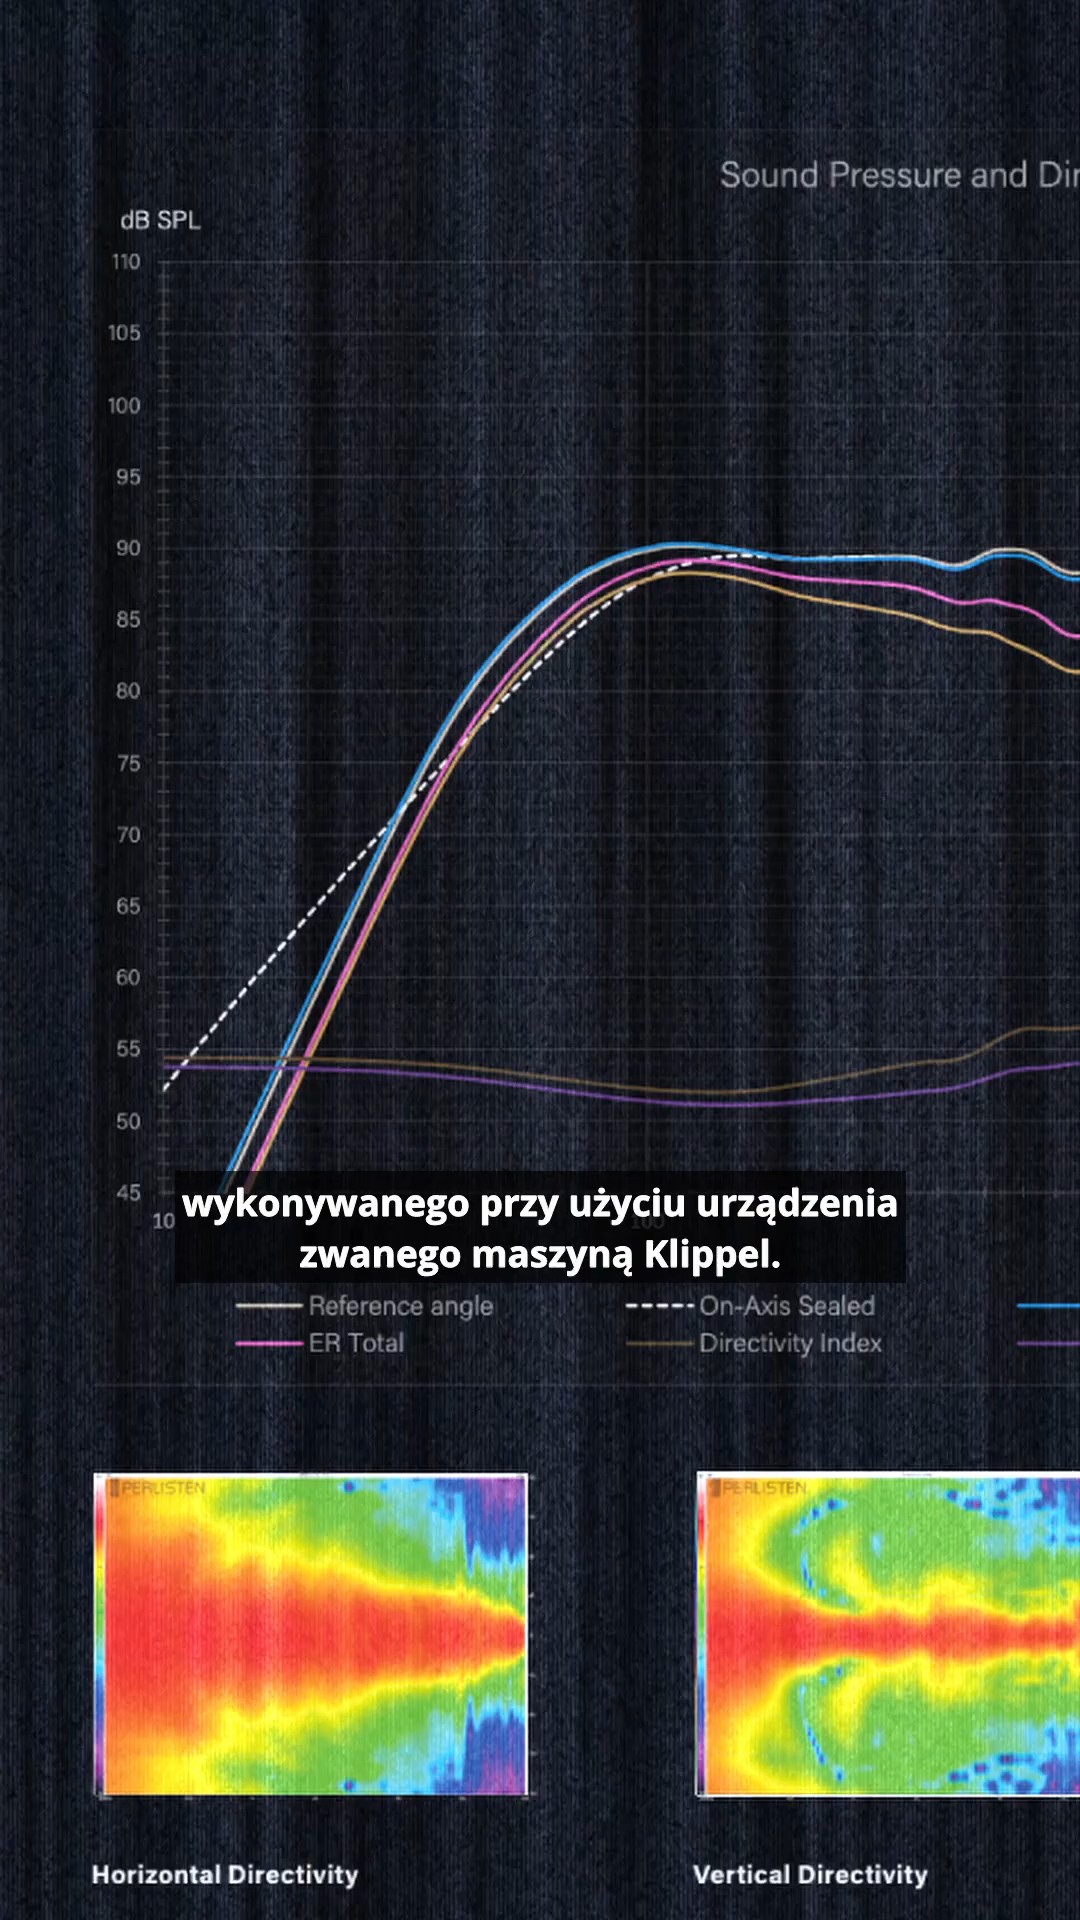 Sound Pressure and Dir
dB SPL
110
105
100
95
90
85
80
75
70
65
60
55
50
45
10
100
wykonywanego przy użyciu urządzenia
zwanego maszyną Klippel.
Reference angle
On-Axis Sealed
ER Total
Directivity Index
PERLISTEN
PERLISTEN
Horizontal Directivity
Vertical Directivity